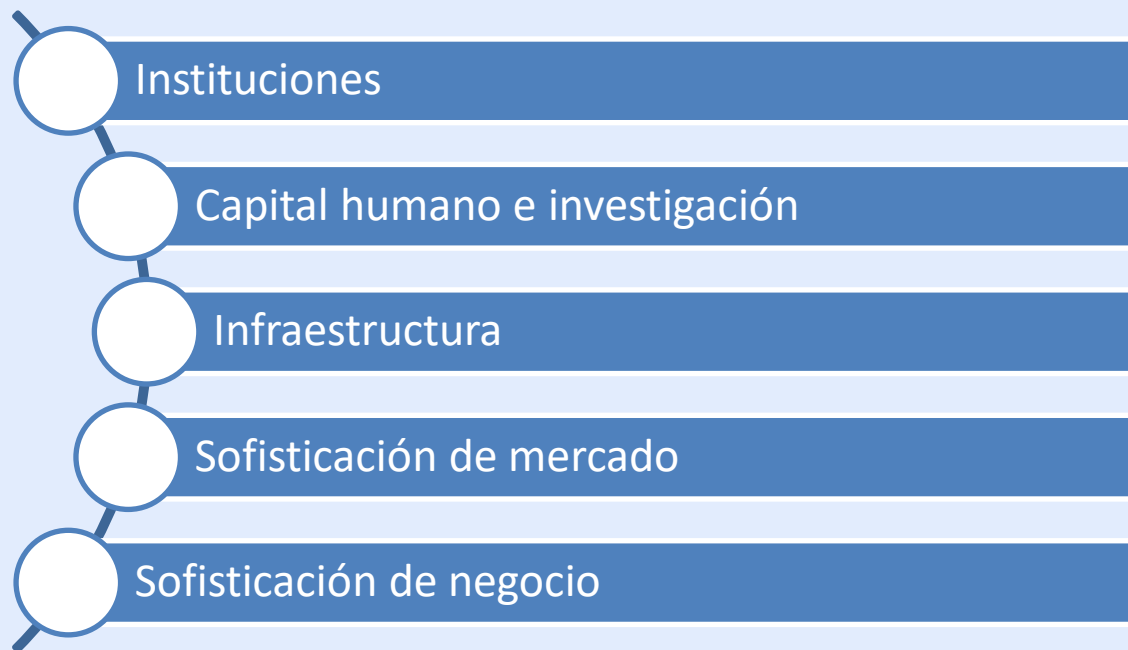 Instituciones
Capital humano e investigación
Infraestructura
Sofisticación de mercado
Sofisticación de negocio